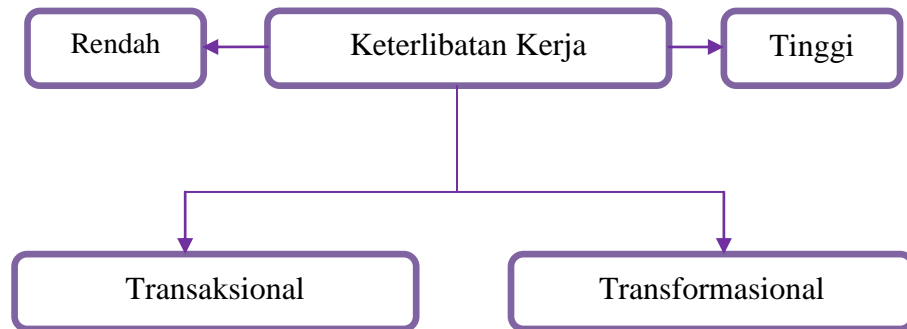 Rendah
Keterlibatan Kerja
Tinggi
Transaksional
Transformasional